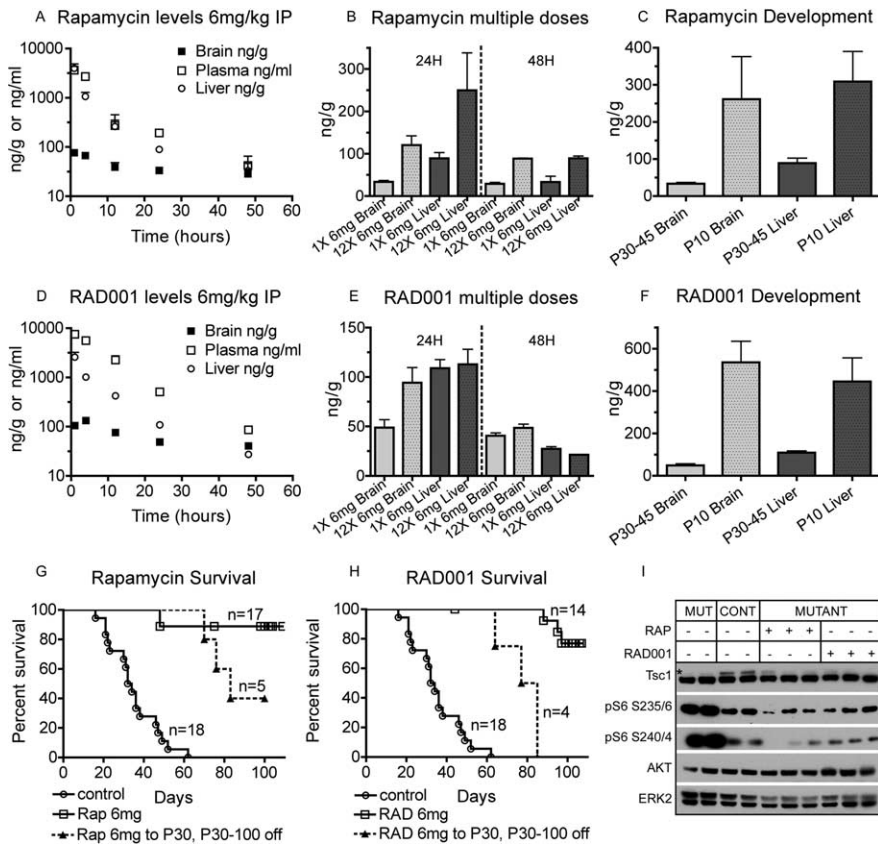 A Rapamycin levels 6mg/kg IP
ng/g or ng/ml
10000
1000
100
10
0 10 20 30 40 50 60
Time (hours)
Brain ng/g
Plasma ng/ml
Liver ng/g
B Rapamycin multiple doses
ng/g
300
200
100
0
24H 48H
1X 6mg Brain
12X 6mg Brain
1X 6mg Liver
12X 6mg Liver
1X 6mg Brain
12X 6mg Brain
1X 6mg Liver
12X 6mg Liver
C Rapamycin Development
ng/g
400
300
200
100
0
P30-45 Brain
P10 Brain
P30-45 Liver
P10 Liver
D RAD001 levels 6mg/kg IP
ng/g or ng/ml
10000
1000
100
10
0 10 20 30 40 50 60
Time (hours)
Brain ng/g
Plasma ng/ml
Liver ng/g
E RAD001 multiple doses
ng/g
150
100
50
0
24H 48H
1X 6mg Brain
12X 6mg Brain
1X 6mg Liver
12X 6mg Liver
1X 6mg Brain
12X 6mg Brain
1X 6mg Liver
12X 6mg Liver
F RAD001 Development
ng/g
600
400
200
0
P30-45 Brain
P10 Brain
P30-45 Liver
P10 Liver
G Rapamycin Survival
Percent survival
100
80
60
40
20
0
0 20 40 60 80 100
Days
n=17
n=5
n=18
control
Rap 6mg
Rap 6mg to P30, P30-100 off
H RAD001 Survival
Percent survival
100
80
60
40
20
0
0 20 40 60 80 100
Days
n=14
n=18
n=4
control
RAD 6mg
RAD 6mg to P30, P30-100 off
I
MUT CONT MUTANT
RAP - - - - + + + - - -
RAD001 - - - - - - - + + +
* Tsc1
pS6 S235/6
pS6 S240/4
AKT
ERK2